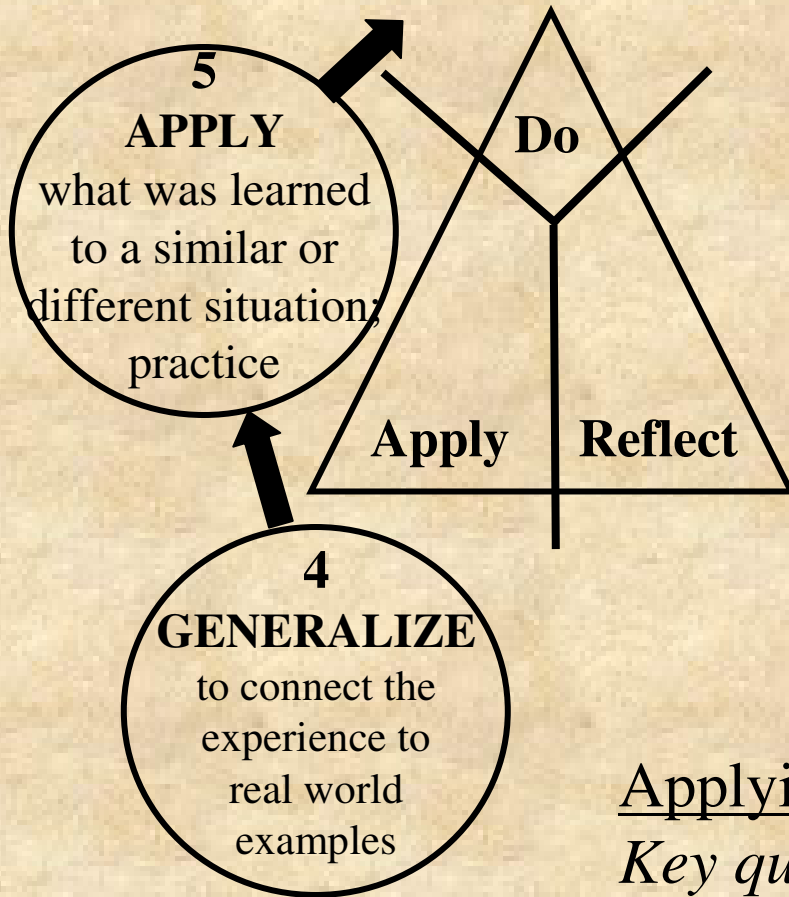 5
APPLY
what was learned
to a similar or
different situation;
practice
Do
Apply
Reflect
4
GENERALIZE
to connect the
experience to
real world
examples
Key